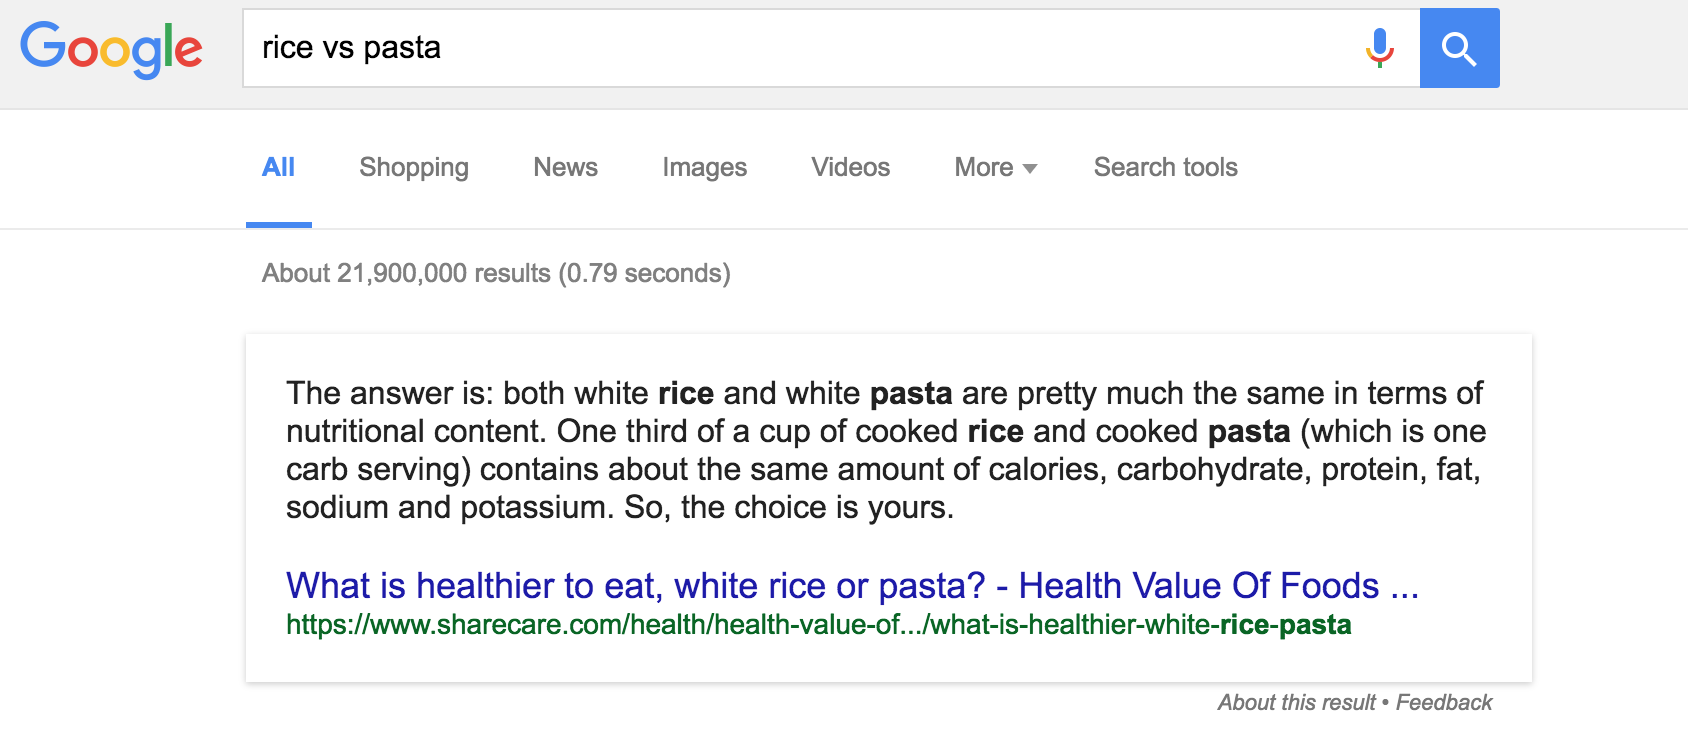 Google
rice vs pasta
All Shopping News Images Videos More Search tools
About 21,900,000 results (0.79 seconds)
The answer is: both white rice and white pasta are pretty much the same in terms of
nutritional content. One third of a cup of cooked rice and cooked pasta (which is one
carb serving) contains about the same amount of calories, carbohydrate, protein, fat,
sodium and potassium. So, the choice is yours.
What is healthier to eat, white rice or pasta? - Health Value Of Foods ...
https://www.sharecare.com/health/health-value-of.../what-is-healthier-white-rice-pasta
About this result • Feedback